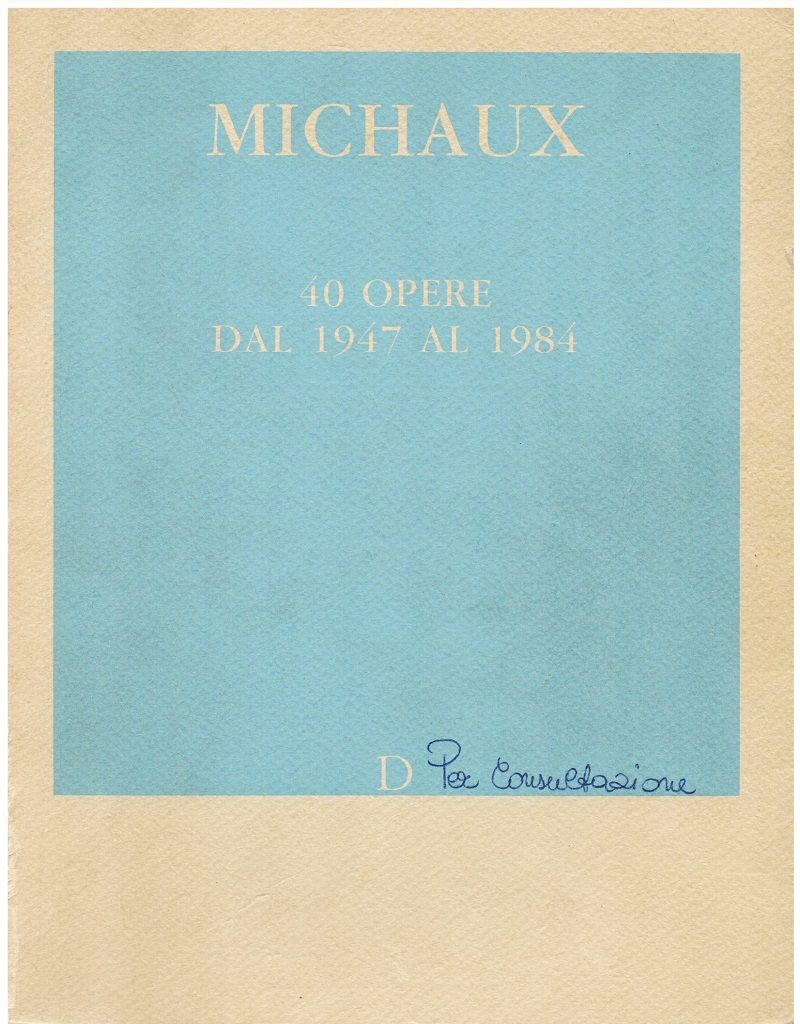 MICHAUX
40 OPERE
DAL 1947 AL 1984
D Per Consultazione